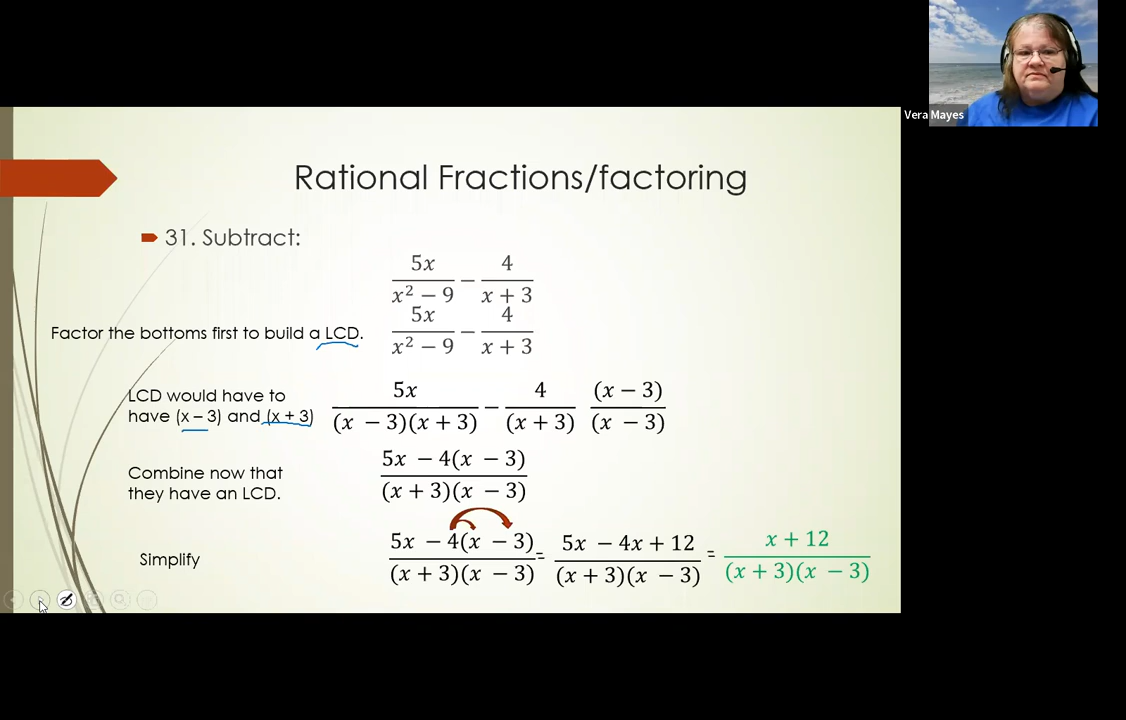 Vera Mayes
Rational Fractions/factoring
31. Subtract:
5x/(x² − 9) − 4/(x + 3)
Factor the bottoms first to build a LCD.
5x/(x² − 9) − 4/(x + 3)
LCD would have to
have (x – 3) and (x + 3)
5x/((x − 3)(x + 3)) − 4/(x + 3) (x − 3)/(x − 3)
Combine now that
they have an LCD.
(5x − 4(x − 3))/((x + 3)(x − 3))
Simplify
(5x − 4(x − 3))/((x + 3)(x − 3)) = (5x − 4x + 12)/((x + 3)(x − 3)) = (x + 12)/((x + 3)(x − 3))